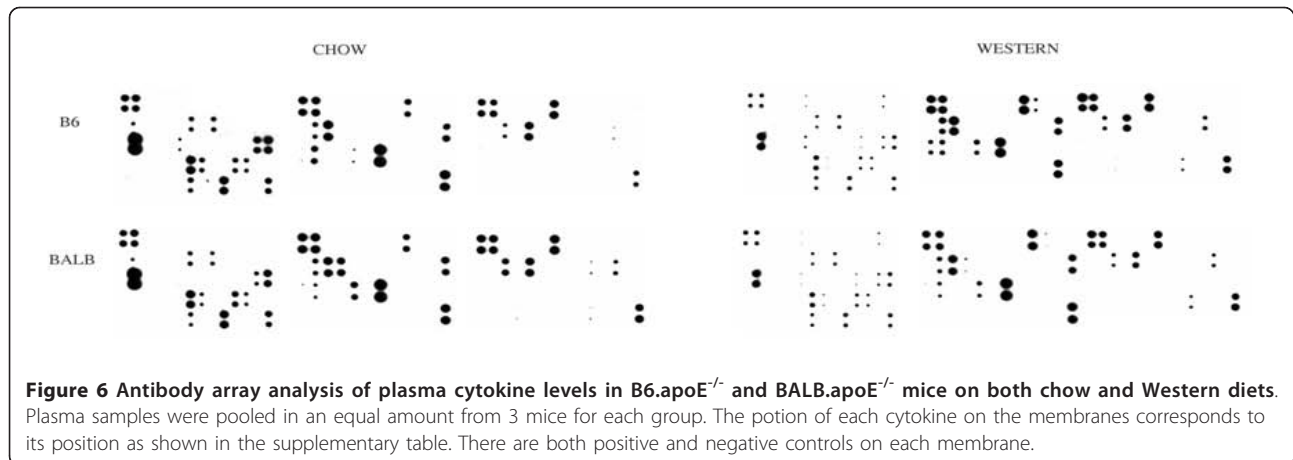 CHOW WESTERN
B6
BALB
Figure 6 Antibody array analysis of plasma cytokine levels in B6.apoE-/- and BALB.apoE-/- mice on both chow and Western diets.
Plasma samples were pooled in an equal amount from 3 mice for each group. The potion of each cytokine on the membranes corresponds to
its position as shown in the supplementary table. There are both positive and negative controls on each membrane.